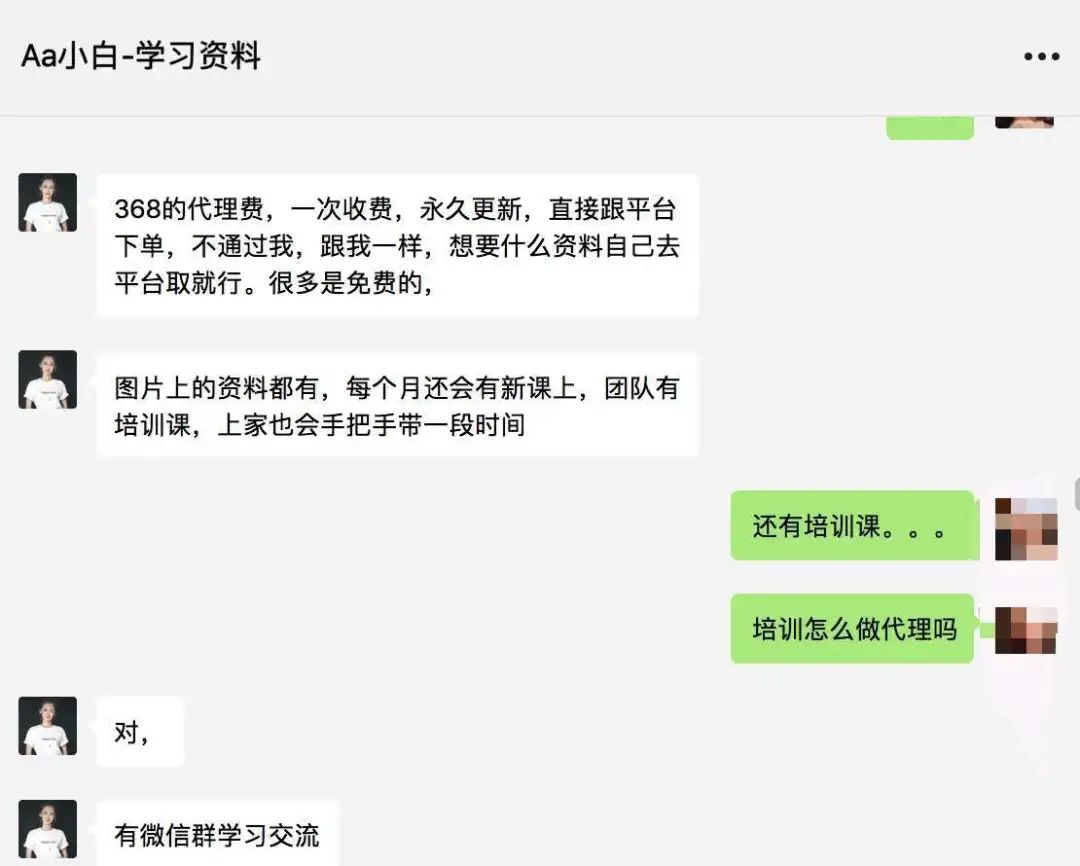 Aa小白-学习资料
368的代理费，一次收费，永久更新，直接跟平台
下单，不通过我，跟我一样，想要什么资料自己去
平台取就行。很多是免费的，
图片上的资料都有，每个月还会有新课上，团队有
培训课，上家也会手把手带一段时间
还有培训课。。。
培训怎么做代理吗
对，
有微信群学习交流